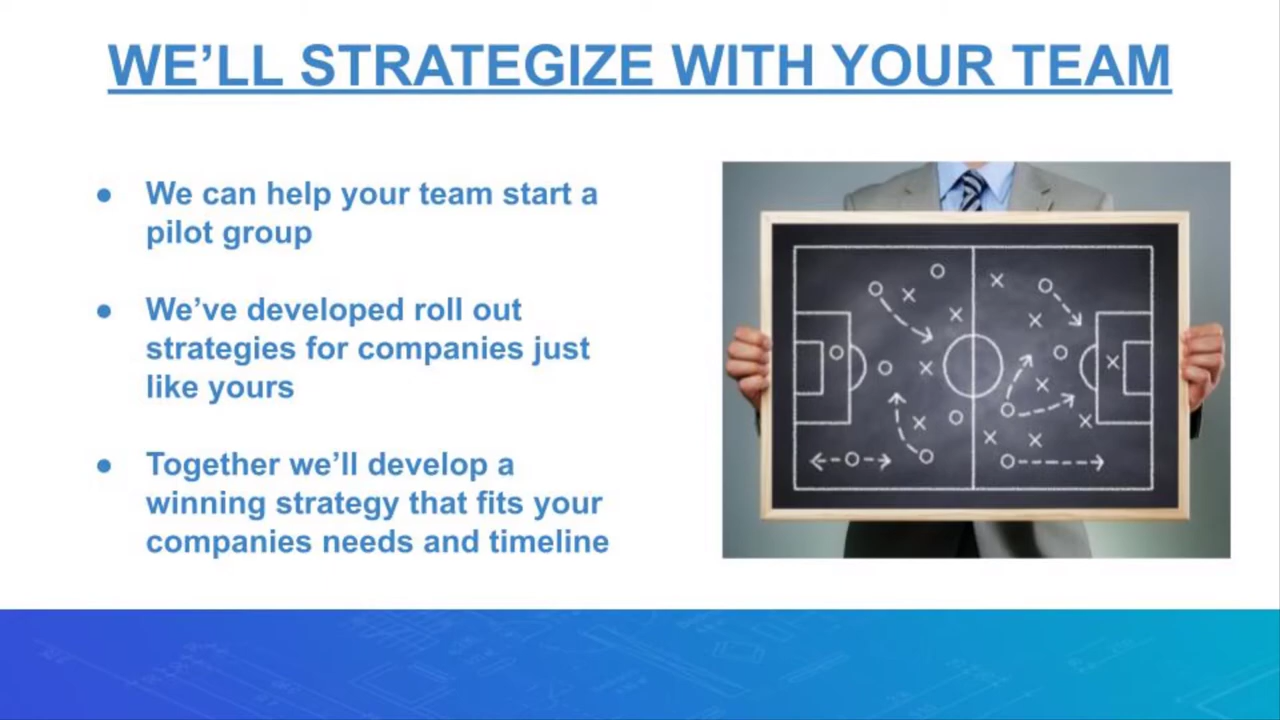 WE’LL STRATEGIZE WITH YOUR TEAM
● We can help your team start a
pilot group
● We’ve developed roll out
strategies for companies just
like yours
● Together we’ll develop a
winning strategy that fits your
companies needs and timeline